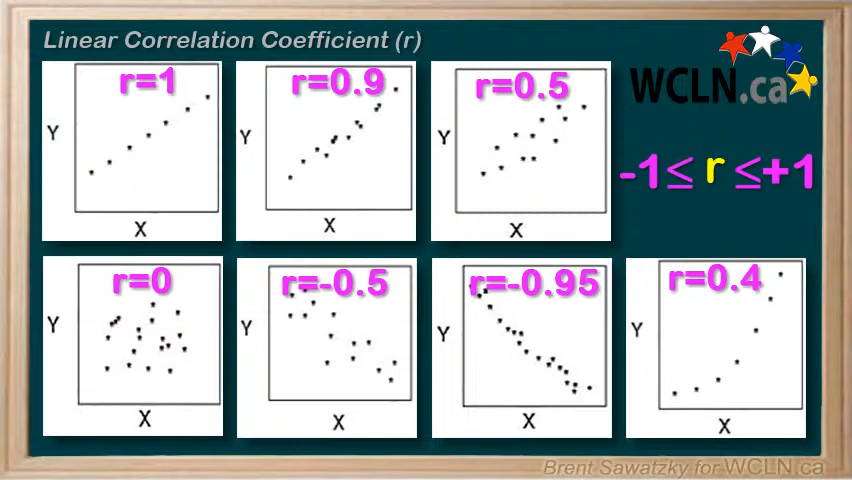 Linear Correlation Coefficient (r)
r=1
Y
X
r=0.9
Y
X
r=0.5
Y
X
WCLN.ca
-1≤ r ≤+1
r=0
Y
X
r=-0.5
Y
X
r=-0.95
Y
X
r=0.4
Y
X
Brent Sawatzky for WCLN.ca